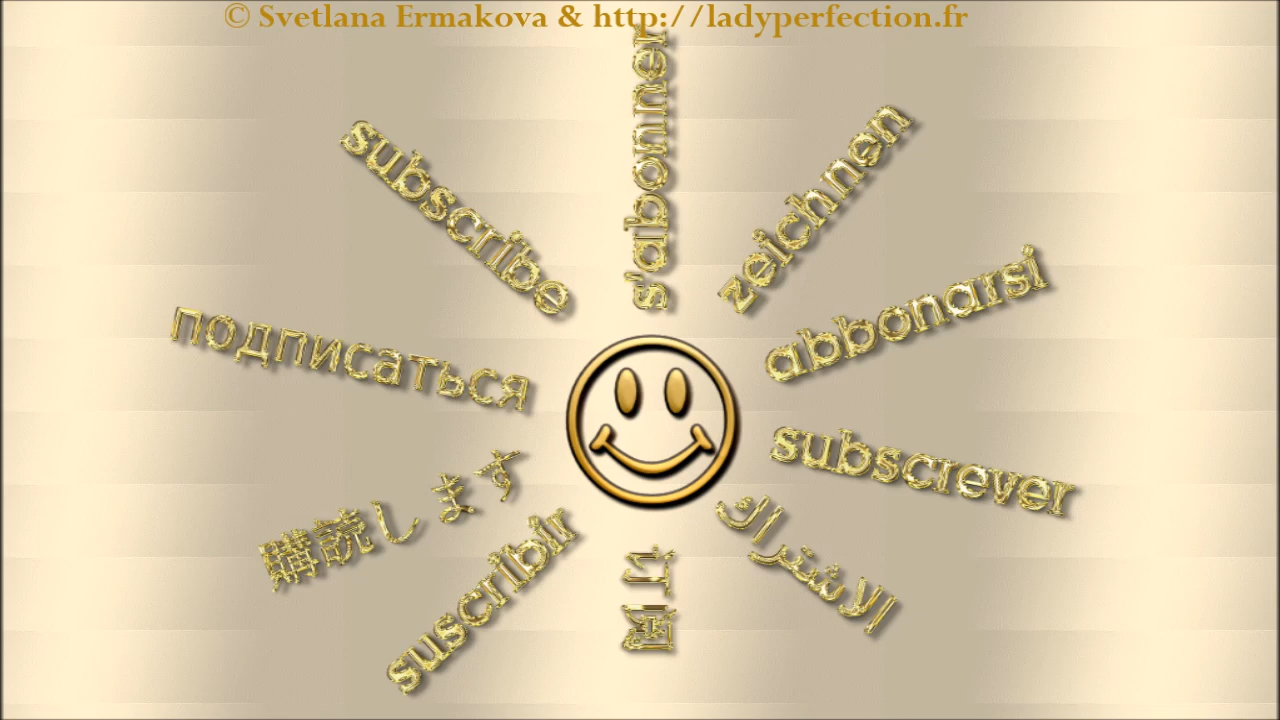 © Svetlana Ermakova & http://ladyperfection.fr
s'abonner
zeichnen
abbonarsi
subscrever
الاشتراك
订阅
suscribir
購読します
подписаться
subscribe